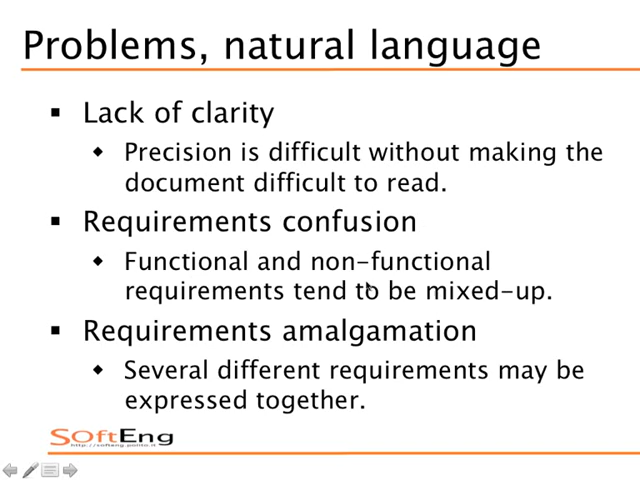 Problems, natural language
▪ Lack of clarity
◆ Precision is difficult without making the
document difficult to read.
▪ Requirements confusion
◆ Functional and non-functional
requirements tend to be mixed-up.
▪ Requirements amalgamation
◆ Several different requirements may be
expressed together.
SOftEng
http://softeng.polito.it